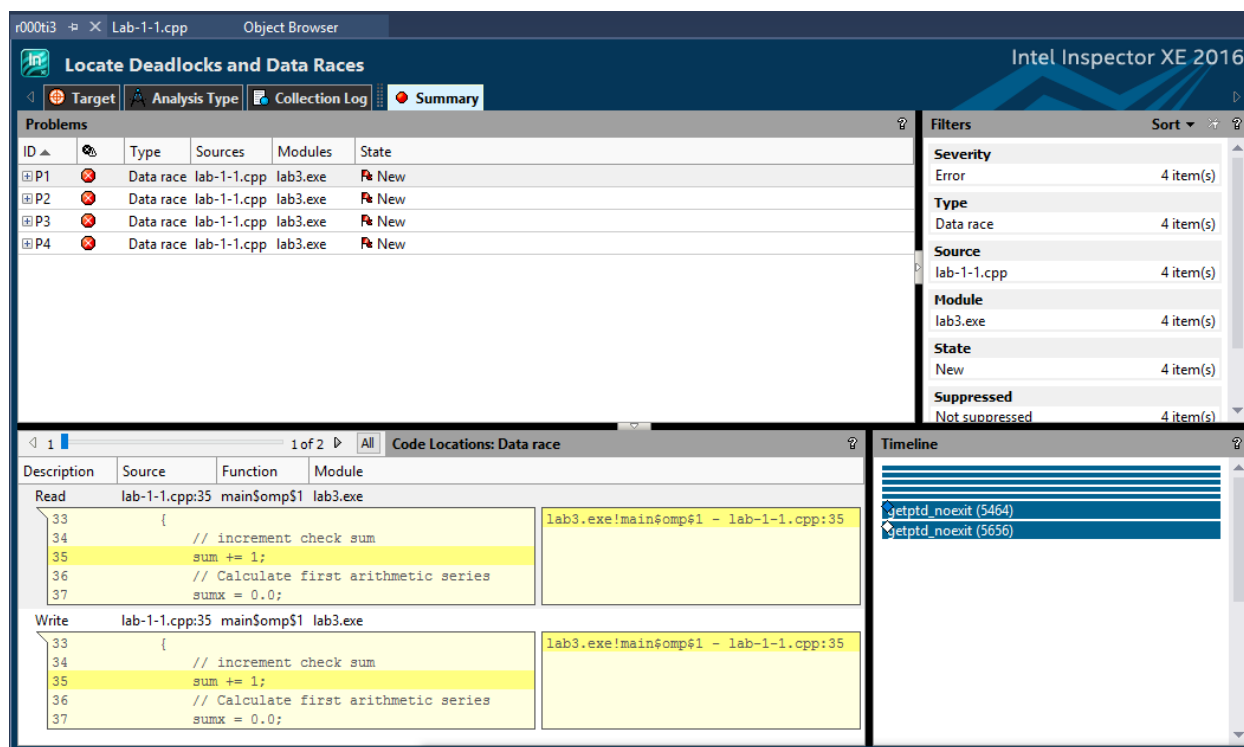 r000ti3 Lab-1-1.cpp Object Browser
Locate Deadlocks and Data Races
Intel Inspector XE 2016
Target Analysis Type Collection Log Summary
Problems ?
ID Type Sources Modules State
P1 Data race lab-1-1.cpp lab3.exe New
P2 Data race lab-1-1.cpp lab3.exe New
P3 Data race lab-1-1.cpp lab3.exe New
P4 Data race lab-1-1.cpp lab3.exe New
Filters Sort ?
Severity
Error 4 item(s)
Type
Data race 4 item(s)
Source
lab-1-1.cpp 4 item(s)
Module
lab3.exe 4 item(s)
State
New 4 item(s)
Suppressed
Not suppressed 4 item(s)
1 1 of 2 All Code Locations: Data race ?
Description Source Function Module
Read lab-1-1.cpp:35 main$omp$1 lab3.exe
33 {
34 // increment check sum
35 sum += 1;
36 // Calculate first arithmetic series
37 sumx = 0.0;
lab3.exe!main$omp$1 - lab-1-1.cpp:35
Write lab-1-1.cpp:35 main$omp$1 lab3.exe
33 {
34 // increment check sum
35 sum += 1;
36 // Calculate first arithmetic series
37 sumx = 0.0;
lab3.exe!main$omp$1 - lab-1-1.cpp:35
Timeline ?
getptd_noexit (5464)
getptd_noexit (5656)